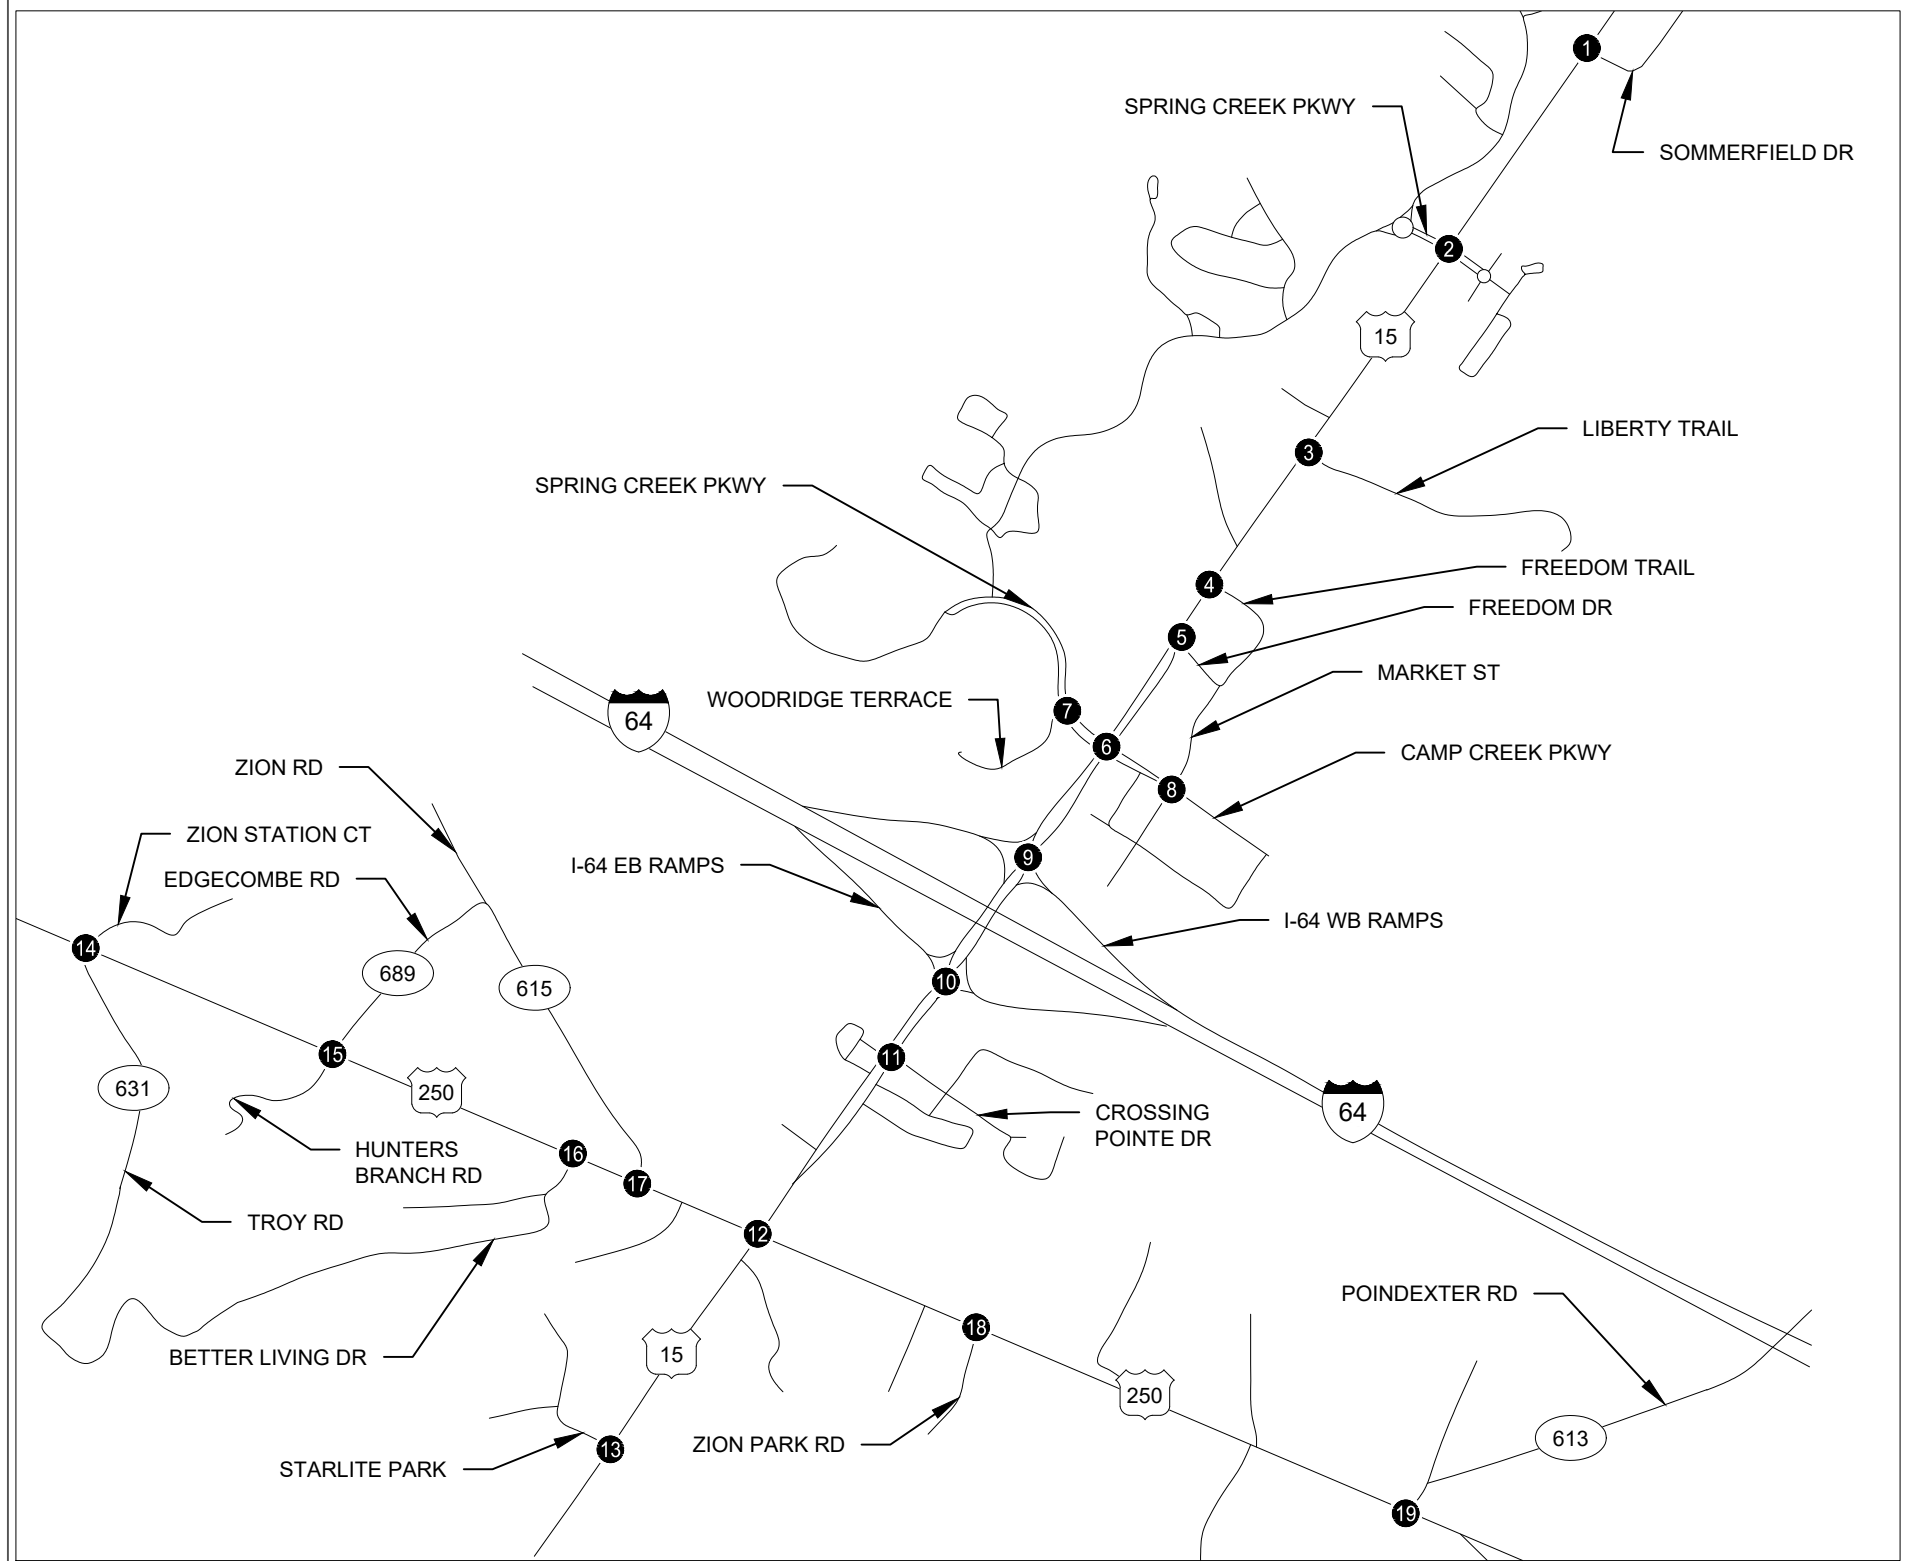 1
SPRING CREEK PKWY
SOMMERFIELD DR
2
15
LIBERTY TRAIL
3
SPRING CREEK PKWY
FREEDOM TRAIL
4
FREEDOM DR
5
MARKET ST
WOODRIDGE TERRACE
7
64
6
CAMP CREEK PKWY
ZION RD
8
ZION STATION CT
9
I-64 EB RAMPS
EDGECOMBE RD
I-64 WB RAMPS
14
689
10
615
15
11
631
250
64
CROSSING
POINTE DR
HUNTERS
BRANCH RD
16
17
TROY RD
12
POINDEXTER RD
18
15
BETTER LIVING DR
250
613
ZION PARK RD
13
STARLITE PARK
19